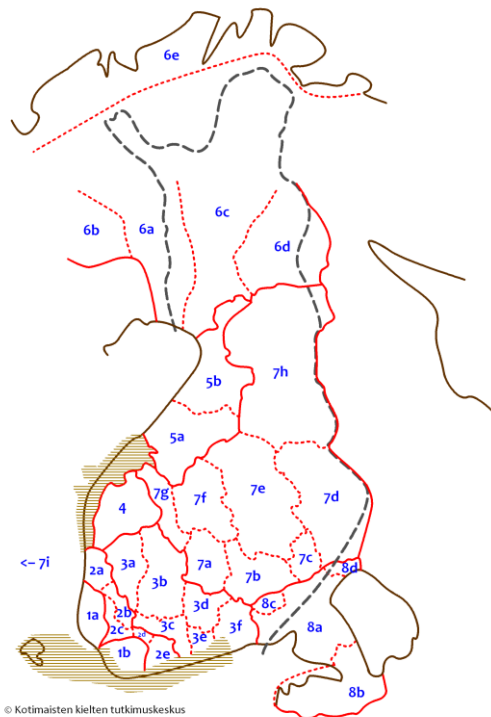 6e
6c
6b
6a
6d
7h
5b
5a
7g
7f
7e
7d
4
<– 7i
2a
3a
3b
7a
7b
7c
8d
1a
2b
2c
2d
3c
3d
3e
3f
8c
8a
1b
2e
8b
© Kotimaisten kielten tutkimuskeskus